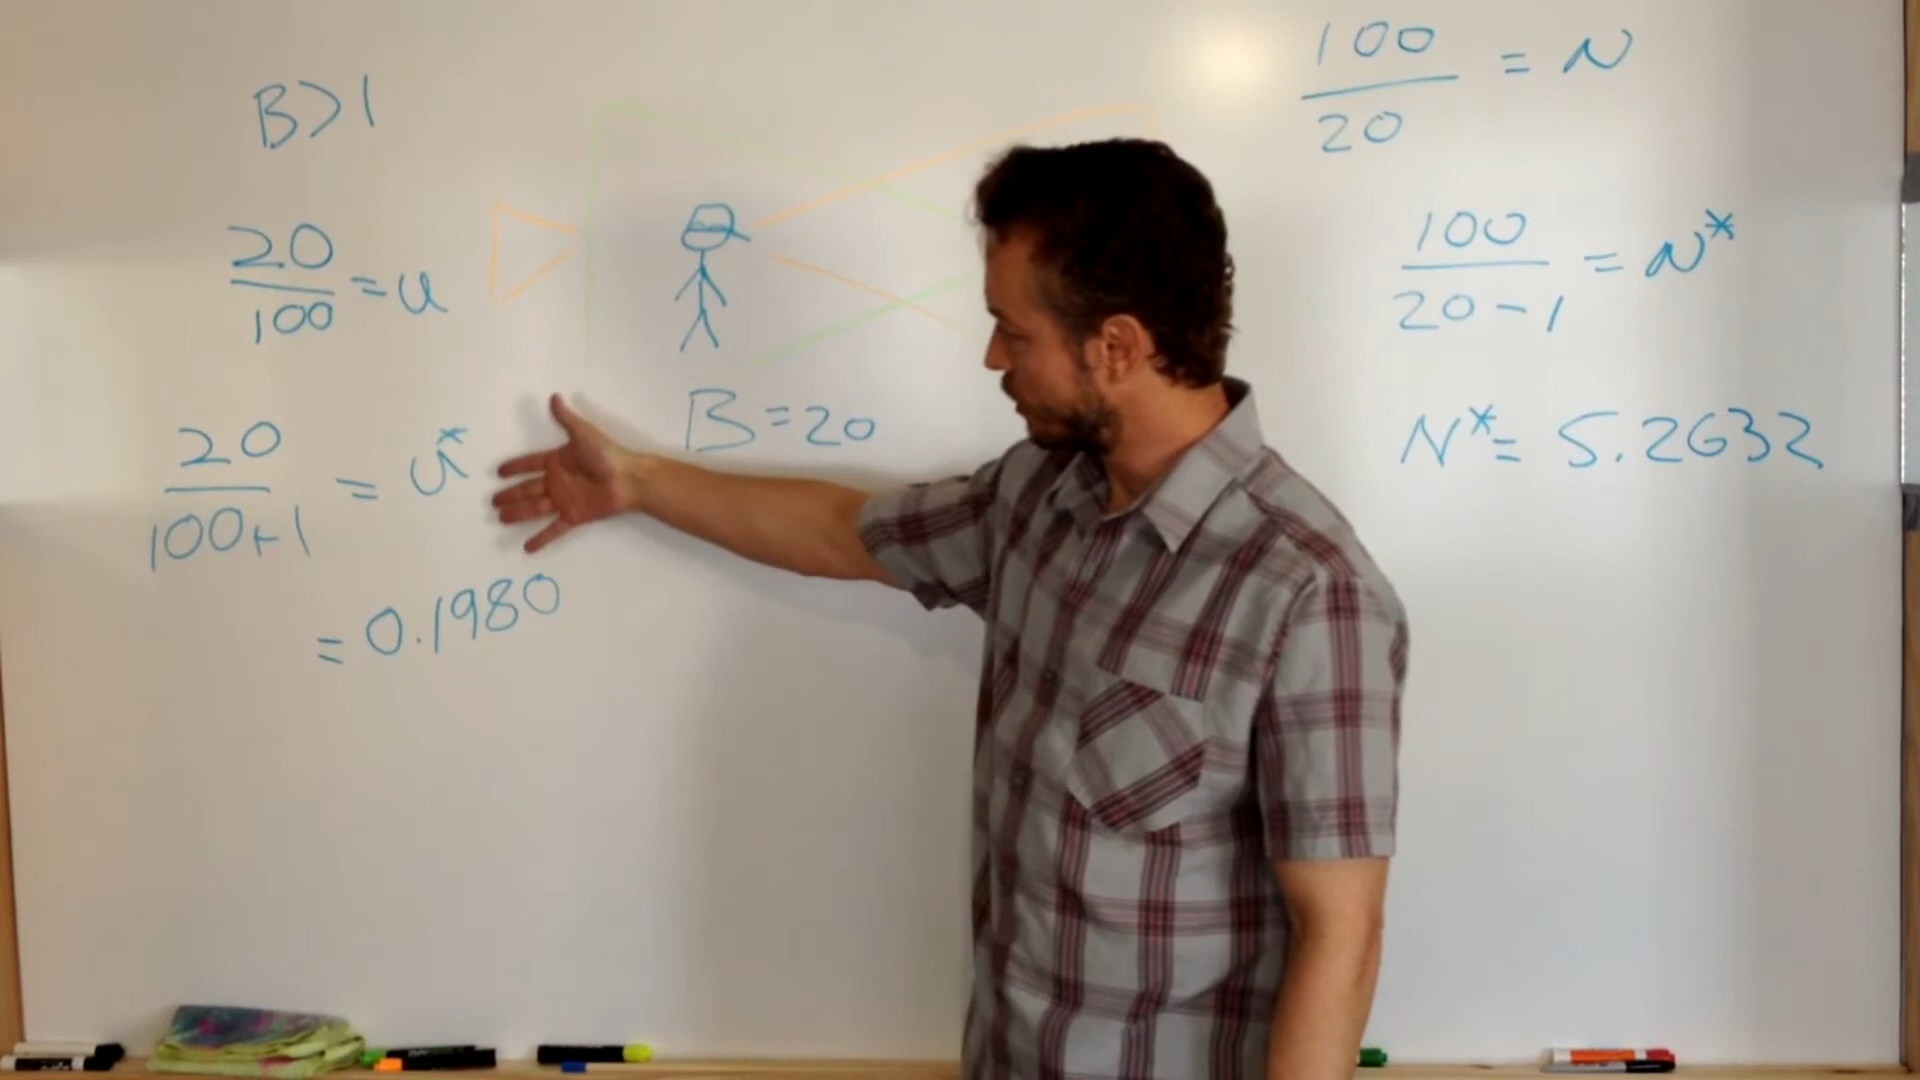 B>1
20
100
=u
20
100+1
= u*
= 0.1980
B=20
100
20
= N
100
20-1
= N*
N*= 5.2632